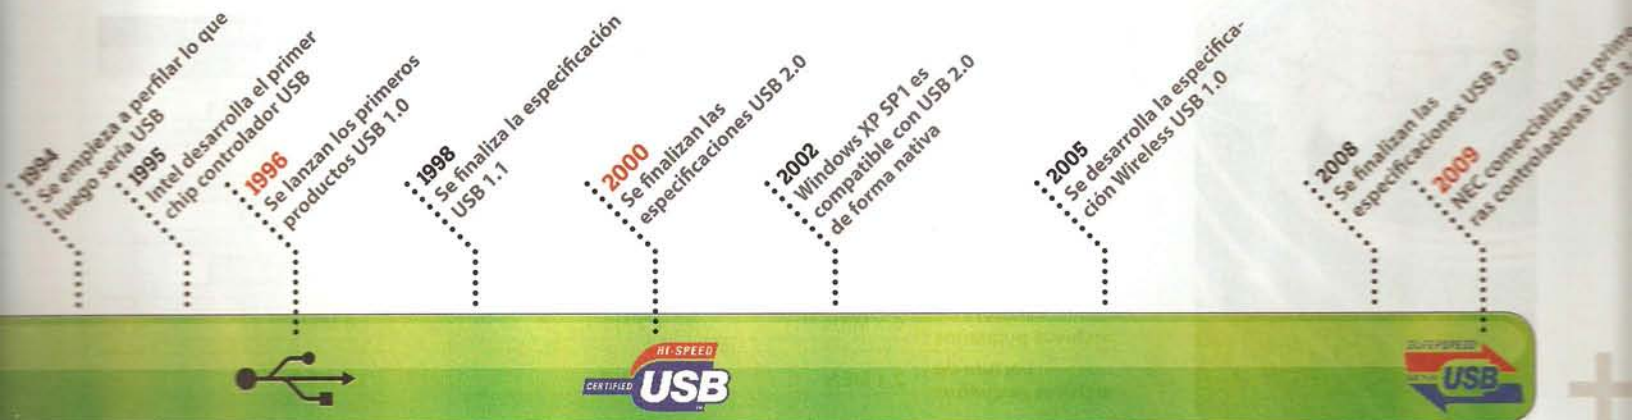 1994
Se empieza a perfilar lo que
luego sería USB
1995
Intel desarrolla el primer
chip controlador USB
1996
Se lanzan los primeros
productos USB 1.0
1998
Se finaliza la especificación
USB 1.1
2000
Se finalizan las
especificaciones USB 2.0
2002
Windows XP SP1 es
compatible con USB 2.0
de forma nativa
2005
Se desarrolla la especifica-
ción Wireless USB 1.0
2008
Se finalizan las
especificaciones USB 3.0
2009
NEC comercializa las prime
ras controladoras USB 3.
HI-SPEED
CERTIFIED USB
SUPERSPEED
USB